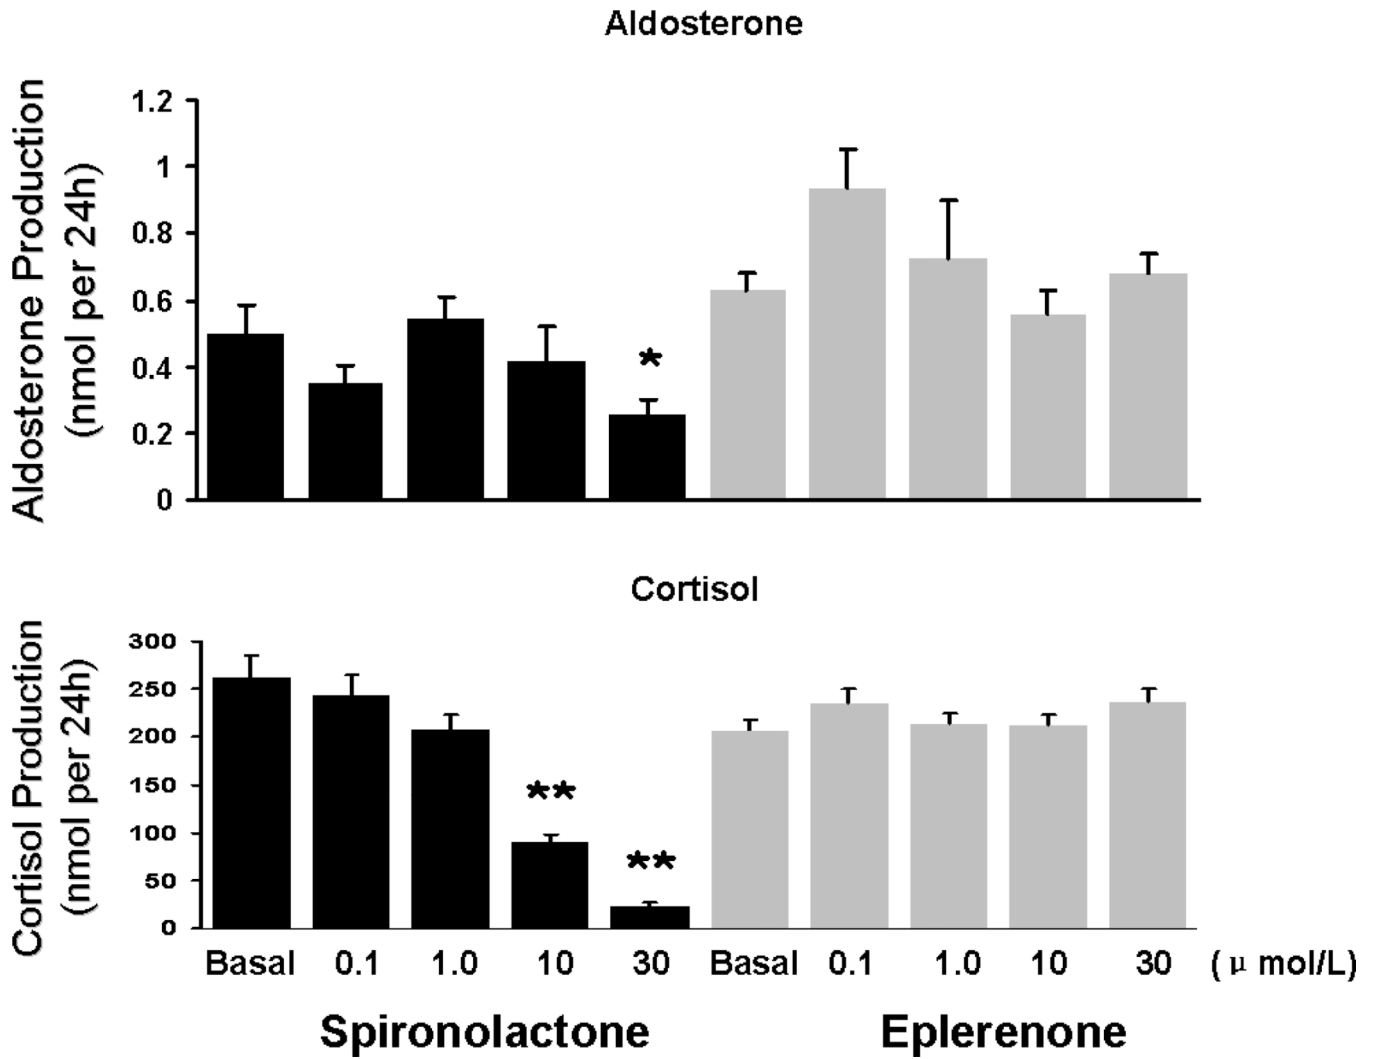 Aldosterone
Aldosterone Production
(nmol per 24h)
1.2
1
0.8
0.6
0.4
0.2
0
*
Cortisol
Cortisol Production
(nmol per 24h)
300
250
200
150
100
50
0
**
**
Basal 0.1 1.0 10 30 Basal 0.1 1.0 10 30 (μ mol/L)
Spironolactone Eplerenone